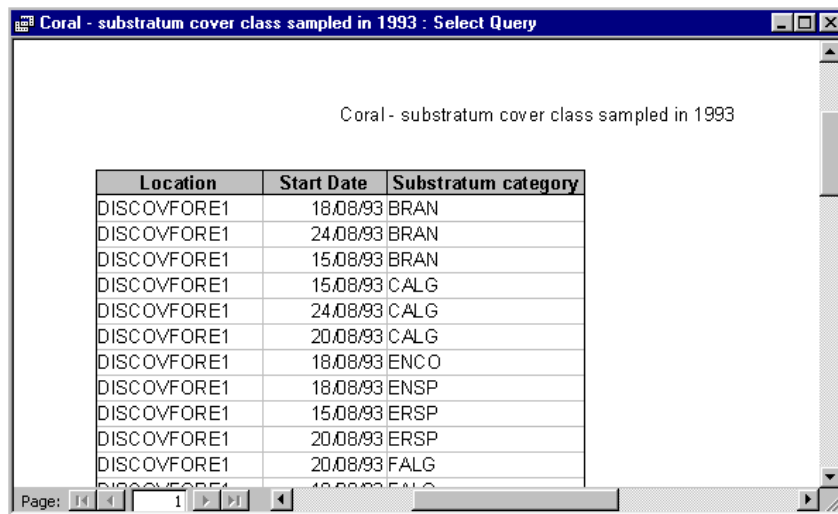 Coral - substratum cover class sampled in 1993 : Select Query
Coral - substratum cover class sampled in 1993
Location Start Date Substratum category
DISCOVFORE1 18/08/93 BRAN
DISCOVFORE1 24/08/93 BRAN
DISCOVFORE1 15/08/93 BRAN
DISCOVFORE1 15/08/93 CALG
DISCOVFORE1 24/08/93 CALG
DISCOVFORE1 20/08/93 CALG
DISCOVFORE1 18/08/93 ENCO
DISCOVFORE1 18/08/93 ENSP
DISCOVFORE1 15/08/93 ERSP
DISCOVFORE1 20/08/93 ERSP
DISCOVFORE1 20/08/93 FALG
Page: 1